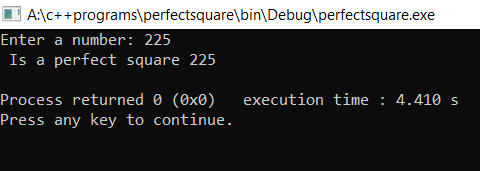 A:\c++programs\perfectsquare\bin\Debug\perfectsquare.exe
Enter a number: 225
 Is a perfect square 225
Process returned 0 (0x0)   execution time : 4.410 s
Press any key to continue.